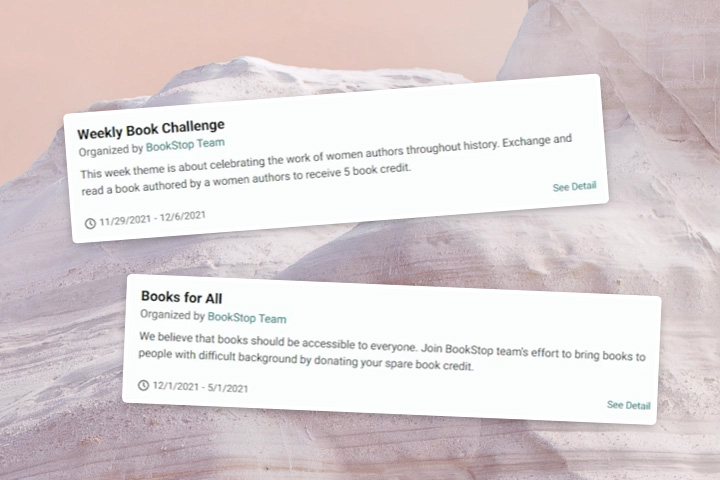 Weekly Book Challenge
Organized by BookStop Team
This week theme is about celebrating the work of women authors throughout history. Exchange and
read a book authored by a women authors to receive 5 book credit.
See Detail
11/29/2021 - 12/6/2021
Books for All
Organized by BookStop Team
We believe that books should be accessible to everyone. Join BookStop team's effort to bring books to
people with difficult background by donating your spare book credit.
12/1/2021 - 5/1/2021
See Detail